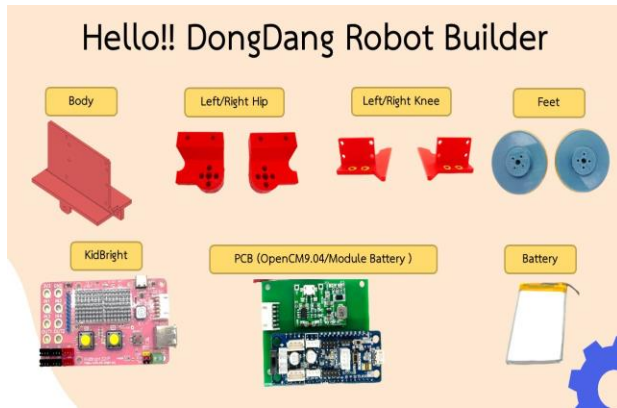 Hello!! DongDang Robot Builder
Body
Left/Right Hip
Left/Right Knee
Feet
KidBright
PCB (OpenCM9.04/Module Battery )
Battery